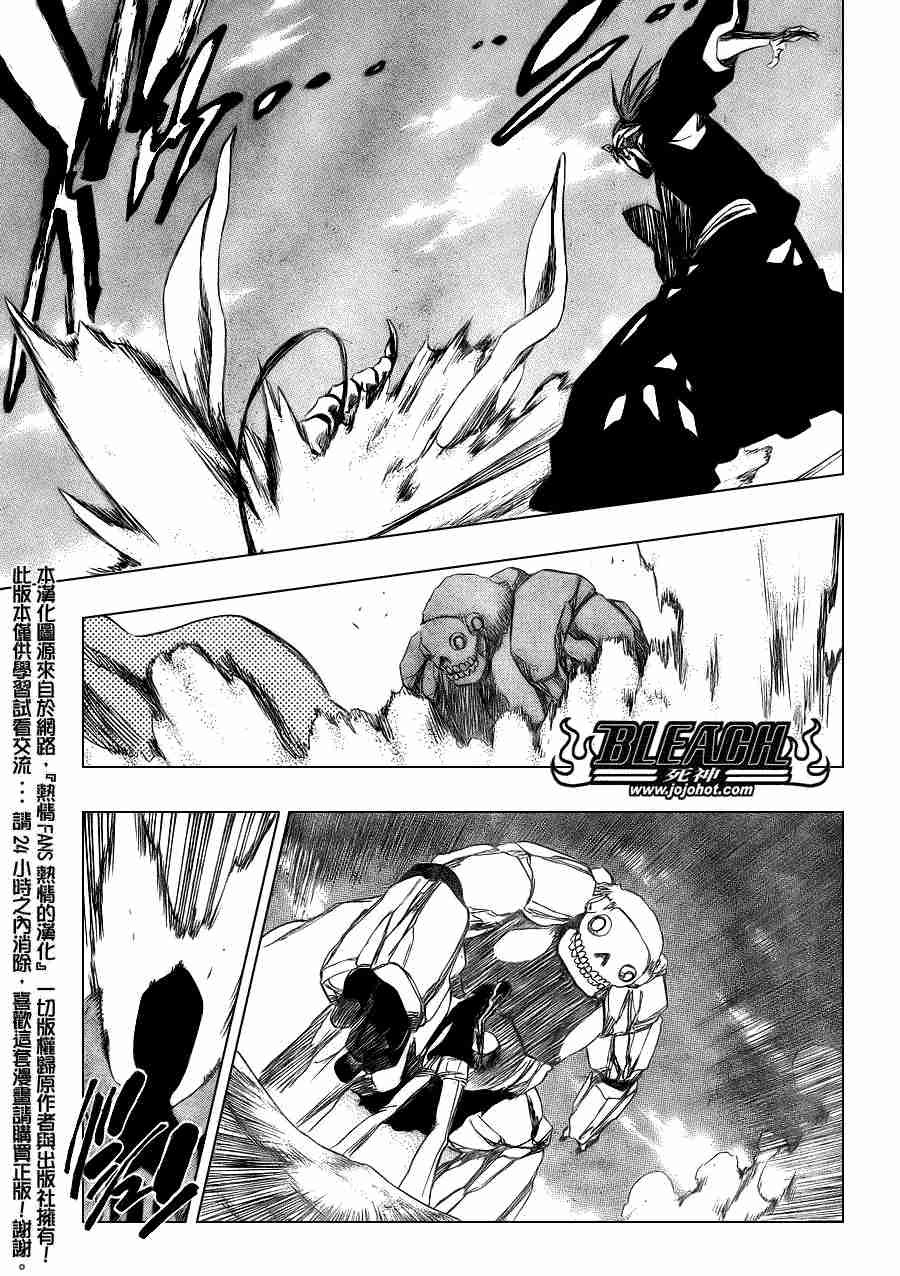 BLEACH
死神
www.jojohot.com
本漢化圖源來自於網路，『熱情FANS 熱情的漢化』一切版權歸原作者與出版社擁有！
此版本僅供學習試看交流… 請24小時之內消除，喜歡這套漫畫請購買正版！謝謝。